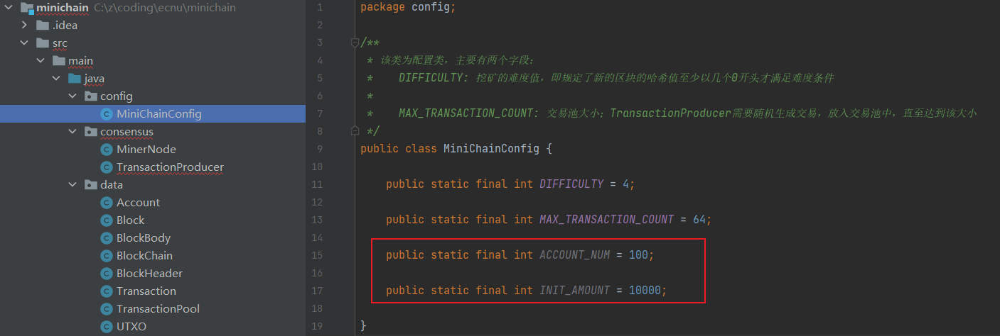 minichain C:\z\coding\ecnu\minichain
.idea
src
main
java
config
MiniChainConfig
consensus
MinerNode
TransactionProducer
data
Account
Block
BlockBody
BlockChain
BlockHeader
Transaction
TransactionPool
UTXO
1 package config;
2
3 /**
4 * 该类为配置类，主要有两个字段：
5 * DIFFICULTY: 挖矿的难度值，即规定了新的区块的哈希值至少以几个0开头才满足难度条件
6 *
7 * MAX_TRANSACTION_COUNT: 交易池大小；TransactionProducer需要随机生成交易，放入交易池中，直至达到该大小
8 */
9 public class MiniChainConfig {
10
11 public static final int DIFFICULTY = 4;
12
13 public static final int MAX_TRANSACTION_COUNT = 64;
14
15 public static final int ACCOUNT_NUM = 100;
16
17 public static final int INIT_AMOUNT = 10000;
18
19 }